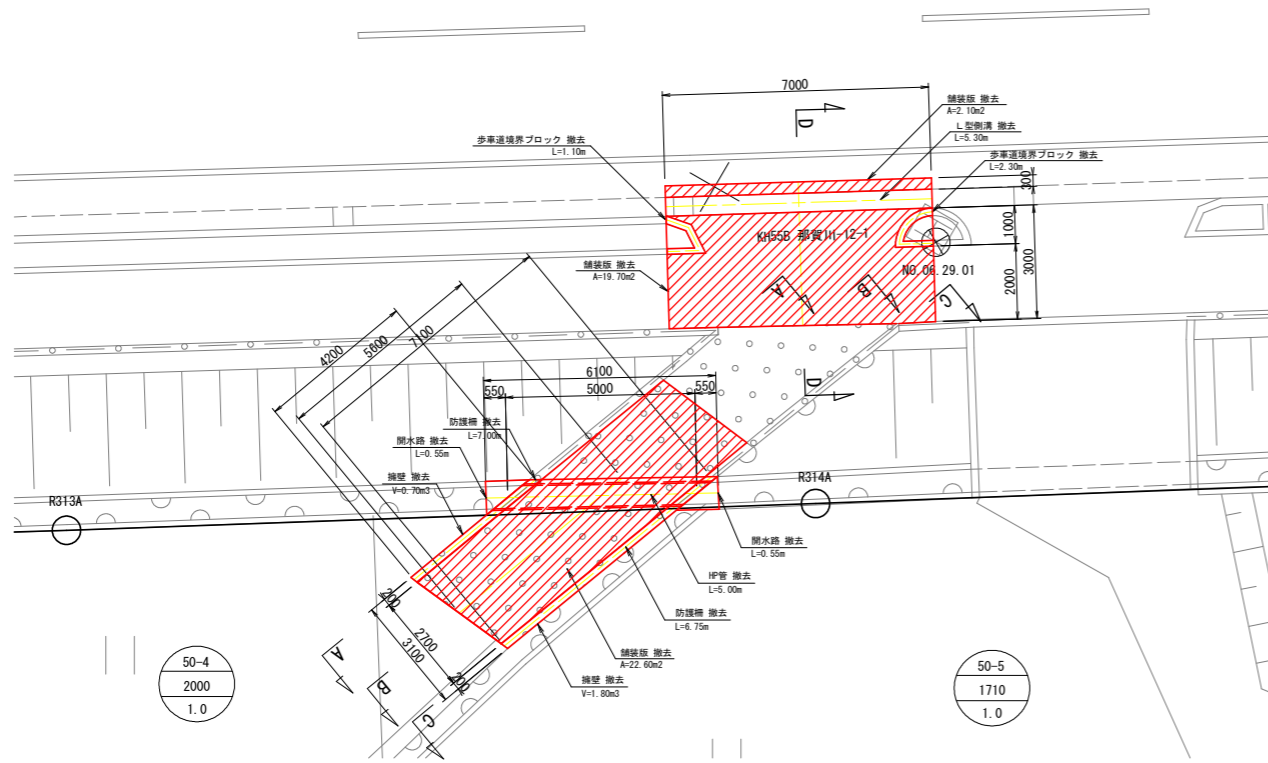 7000
舗装版 撤去
A=2.10m2
L型側溝 撤去
L=5.30m
歩車道境界ブロック 撤去
L=1.10m
歩車道境界ブロック 撤去
L=2.30m
D
300
1000
3000
2000
KH55B 那賀川-12-1
NO.06.29.01
舗装版 撤去
A=19.70m2
A
B
C
4200
5600
7100
6100
550
5000
550
D
防護柵 撤去
L=7.00m
開水路 撤去
L=0.55m
擁壁 撤去
V=0.70m3
R313A
R314A
開水路 撤去
L=0.55m
HP管 撤去
L=5.00m
防護柵 撤去
L=6.75m
舗装版 撤去
A=22.60m2
擁壁 撤去
V=1.80m3
200
2700
3100
200
A
B
C
50-4
2000
1.0
50-5
1710
1.0